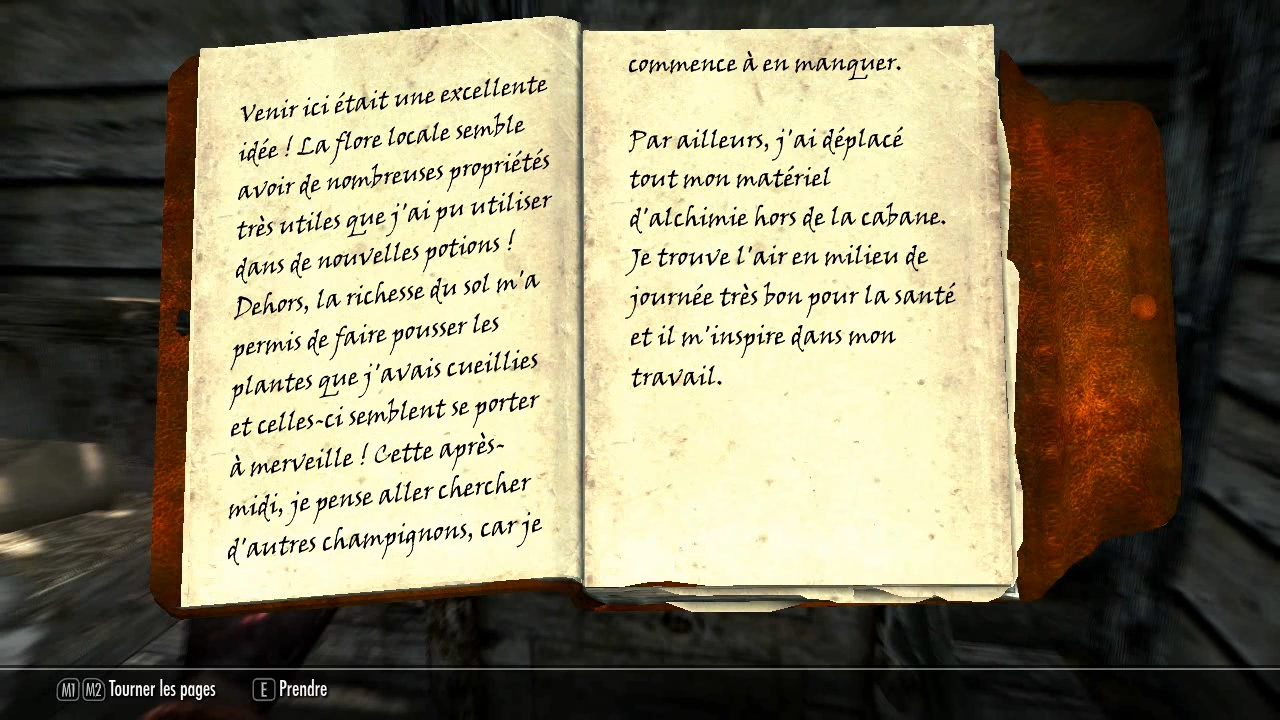 Venir ici était une excellente
idée ! La flore locale semble
avoir de nombreuses propriétés
très utiles que j'ai pu utiliser
dans de nouvelles potions !
Dehors, la richesse du sol m'a
permis de faire pousser les
plantes que j'avais cueillies
et celles-ci semblent se porter
à merveille ! Cette après-
midi, je pense aller chercher
d'autres champignons, car je
commence à en manquer.
Par ailleurs, j'ai déplacé
tout mon matériel
d'alchimie hors de la cabane.
Je trouve l'air en milieu de
journée très bon pour la santé
et il m'inspire dans mon
travail.
M1 M2 Tourner les pages E Prendre